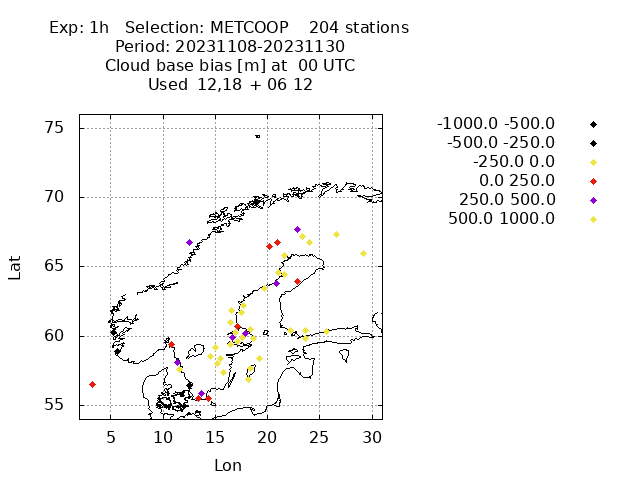 Exp: 1h   Selection: METCOOP    204 stations
Period: 20231108-20231130
Cloud base bias [m] at  00 UTC
Used  12,18  + 06 12
-1000.0 -500.0
-500.0 -250.0
-250.0 0.0
0.0 250.0
250.0 500.0
500.0 1000.0
75
70
65
60
55
Lat
5 10 15 20 25 30
Lon